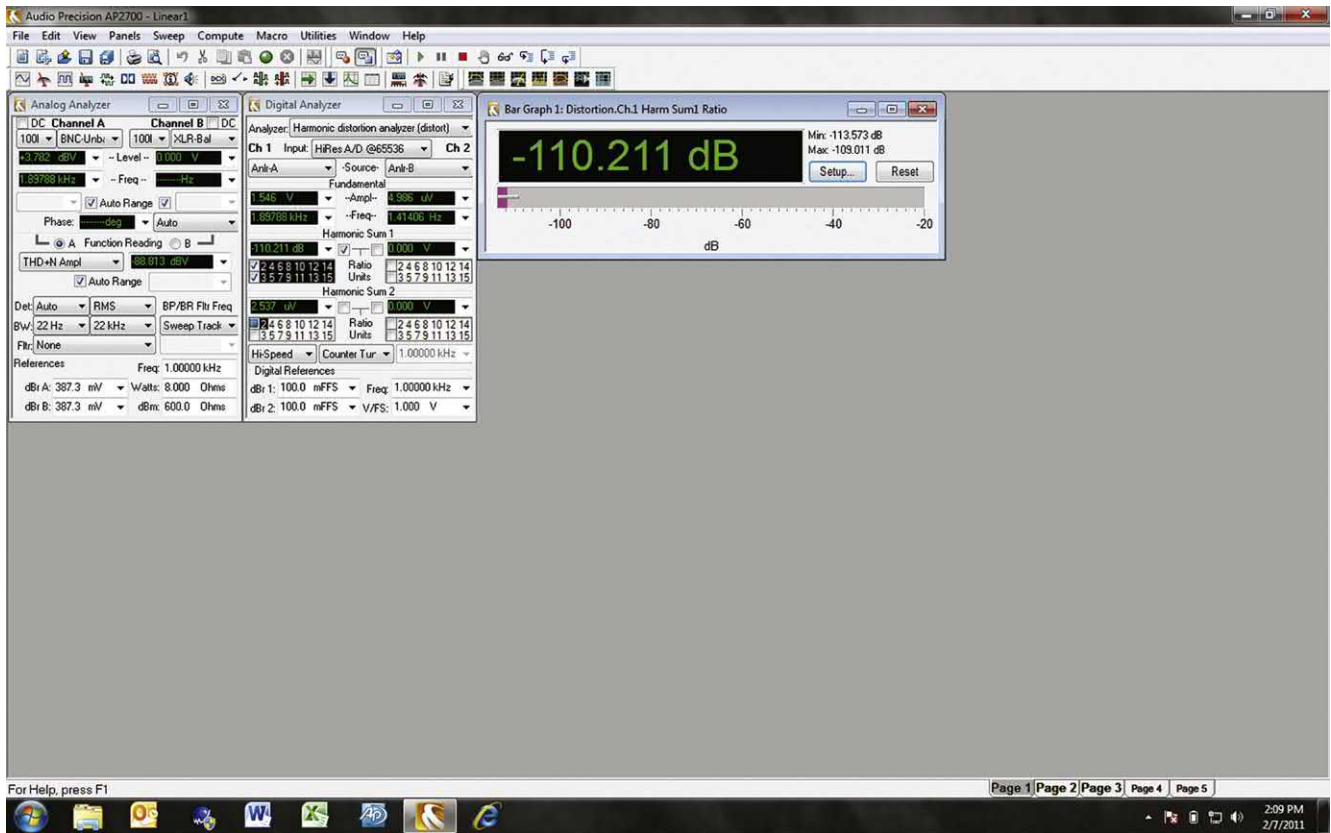 Audio Precision AP2700 - Linear1
File Edit View Panels Sweep Compute Macro Utilities Window Help
Analog Analyzer
DC Channel A Channel B DC
100k BNC-Unb XLR-Bal
+3.782 dBV --Level-- 0.000 V
1.89788 kHz --Freq-- ------Hz
Auto Range
Phase: ------deg Auto
A Function Reading B
THD+N Ampl -88.813 dBV
Auto Range
Det: Auto RMS BP/BR Fltr Freq
BW: 22 Hz 22 kHz Sweep Track
Fltr: None
References Freq: 1.00000 kHz
dBr A: 387.3 mV Watts: 8.000 Ohms
dBr B: 387.3 mV dBm: 600.0 Ohms
Digital Analyzer
Analyzer: Harmonic distortion analyzer (distort)
Ch 1 Input: HiRes A/D @65536 Ch 2
Anlr-A -Source- Anlr-B
Fundamental
1.546 V --Ampl-- 4.986 uV
1.89788 kHz --Freq-- 1.41406 Hz
Harmonic Sum 1
-110.211 dB 0.000 V
2 4 6 8 10 12 14 Ratio 2 4 6 8 10 12 14
3 5 7 9 11 13 15 Units 3 5 7 9 11 13 15
Harmonic Sum 2
2.537 uV 0.000 V
2 4 6 8 10 12 14 Ratio 2 4 6 8 10 12 14
3 5 7 9 11 13 15 Units 3 5 7 9 11 13 15
Hi-Speed Counter Tur 1.00000 kHz
Digital References
dBr 1: 100.0 mFFS Freq: 1.00000 kHz
dBr 2: 100.0 mFFS V/FS: 1.000 V
Bar Graph 1: Distortion.Ch.1 Harm Sum1 Ratio
-110.211 dB
Min: -113.573 dB
Max: -109.011 dB
Setup... Reset
-100 -80 -60 -40 -20
dB
For Help, press F1
Page 1 Page 2 Page 3 Page 4 Page 5
2:09 PM
2/7/2011